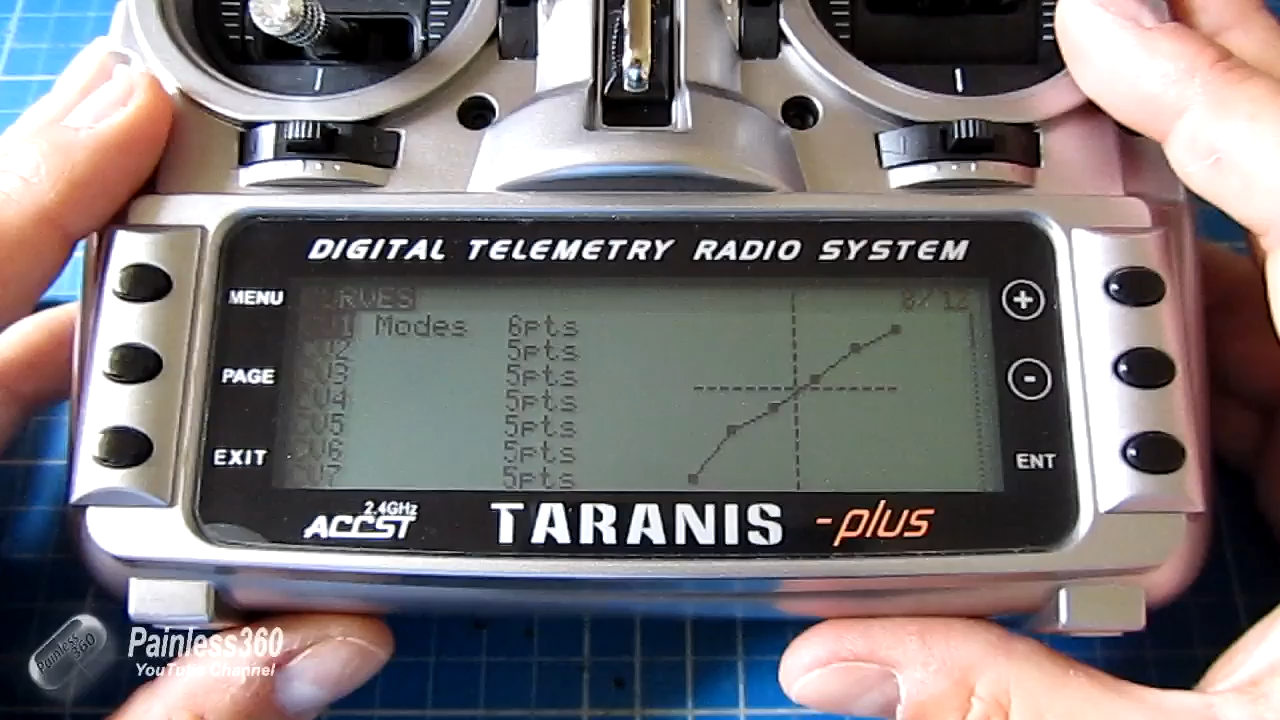 DIGITAL TELEMETRY RADIO SYSTEM
MENU
PAGE
EXIT
CURVES 8/12
CV1 Modes 6pts
CV2 5pts
CV3 5pts
CV4 5pts
CV5 5pts
CV6 5pts
CV7 5pts
+
-
ENT
2.4GHz
ACCST
TARANIS -plus
Painless360
Painless360
YouTube Channel